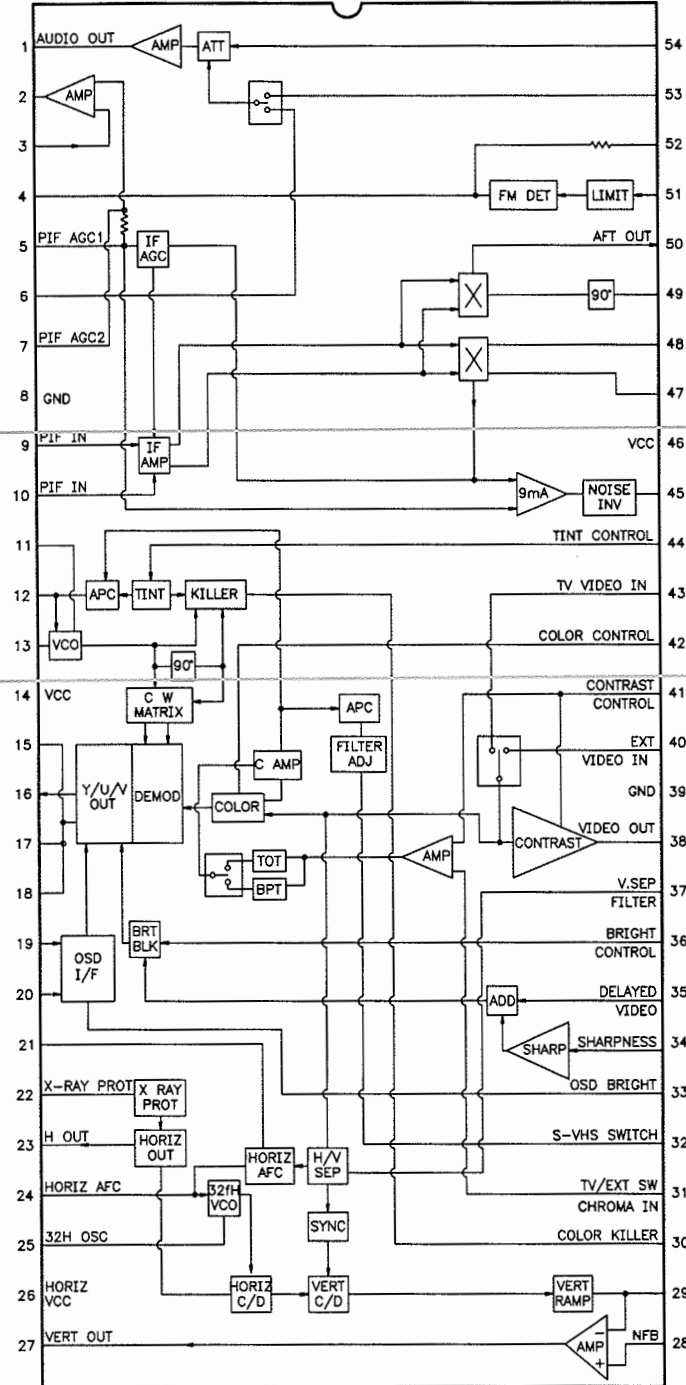 1 AUDIO OUT AMP ATT 54
2 AMP 53
3 52
4 FM DET LIMIT 51
5 PIF AGC1 IF AGC AFT OUT 50
6 X 90° 49
7 PIF AGC2 X 48
8 GND 47
9 PIF IN IF AMP VCC 46
10 PIF IN 9mA NOISE INV 45
11 TINT CONTROL 44
12 APC TINT KILLER TV VIDEO IN 43
13 VCO 90° COLOR CONTROL 42
14 VCC C W MATRIX APC CONTRAST CONTROL 41
15 FILTER ADJ EXT VIDEO IN 40
C AMP
16 Y/U/V OUT DEMOD COLOR GND 39
17 AMP CONTRAST VIDEO OUT 38
TOT
18 BPT V.SEP FILTER 37
19 OSD I/F BRT BLK BRIGHT CONTROL 36
20 ADD DELAYED VIDEO 35
21 SHARP SHARPNESS 34
22 X-RAY PROT X RAY PROT OSD BRIGHT 33
23 H OUT HORIZ OUT S-VHS SWITCH 32
HORIZ AFC H/V SEP
24 HORIZ AFC 32fH VCO TV/EXT SW 31
CHROMA IN
SYNC
25 32H OSC COLOR KILLER 30
26 HORIZ VCC HORIZ C/D VERT C/D VERT RAMP 29
27 VERT OUT AMP − + NFB 28